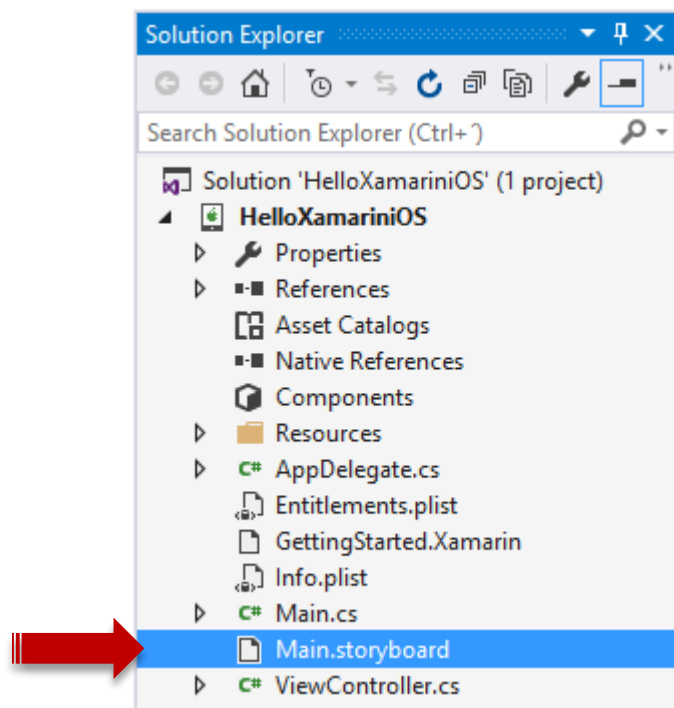 Solution Explorer
Search Solution Explorer (Ctrl+ˆ)
Solution 'HelloXamariniOS' (1 project)
HelloXamariniOS
Properties
References
Asset Catalogs
Native References
Components
Resources
C# AppDelegate.cs
Entitlements.plist
GettingStarted.Xamarin
Info.plist
C# Main.cs
Main.storyboard
C# ViewController.cs